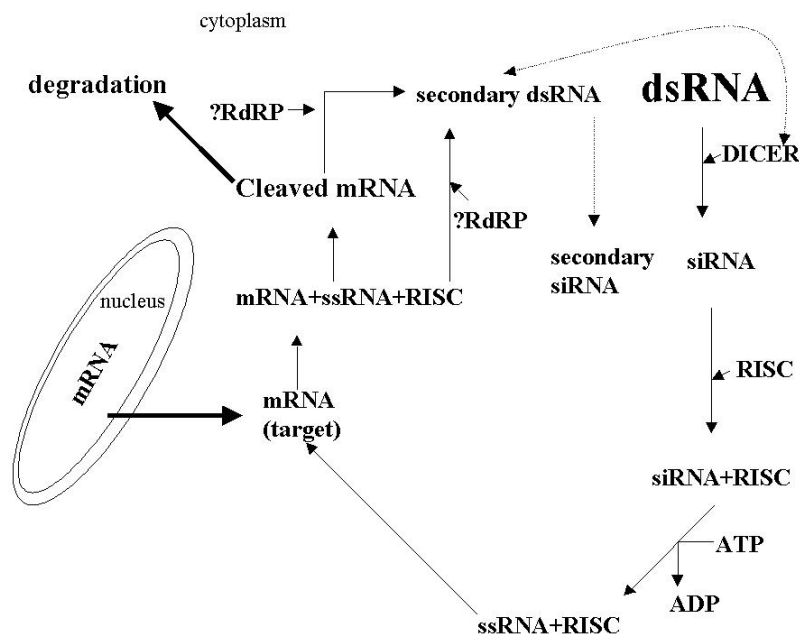 cytoplasm
degradation
?RdRP
secondary dsRNA
dsRNA
DICER
Cleaved mRNA
?RdRP
secondary
siRNA
siRNA
nucleus
mRNA+ssRNA+RISC
mRNA
RISC
mRNA
(target)
siRNA+RISC
ATP
ADP
ssRNA+RISC